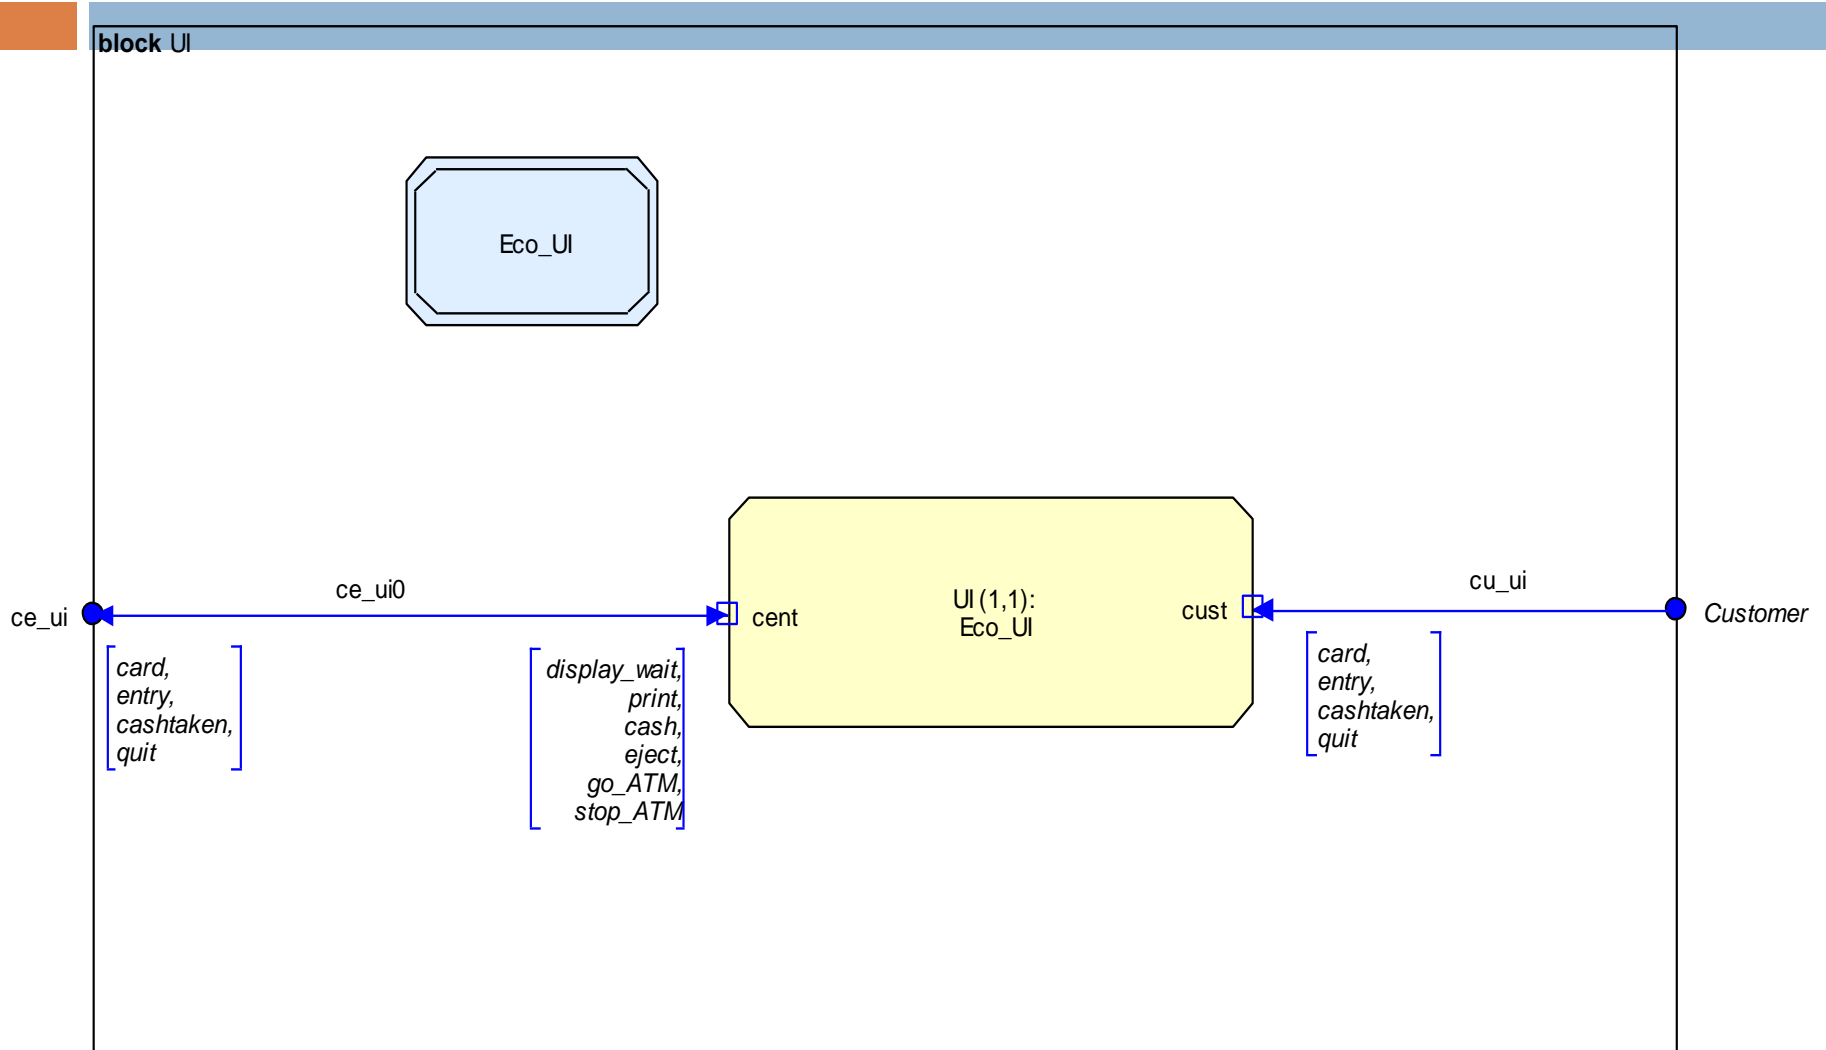 block UI
Eco_UI
ce_ui0
cu_ui
ce_ui
cent
UI (1,1):
Eco_UI
cust
Customer
card,
entry,
cashtaken,
quit
display_wait,
print,
cash,
eject,
go_ATM,
stop_ATM
card,
entry,
cashtaken,
quit